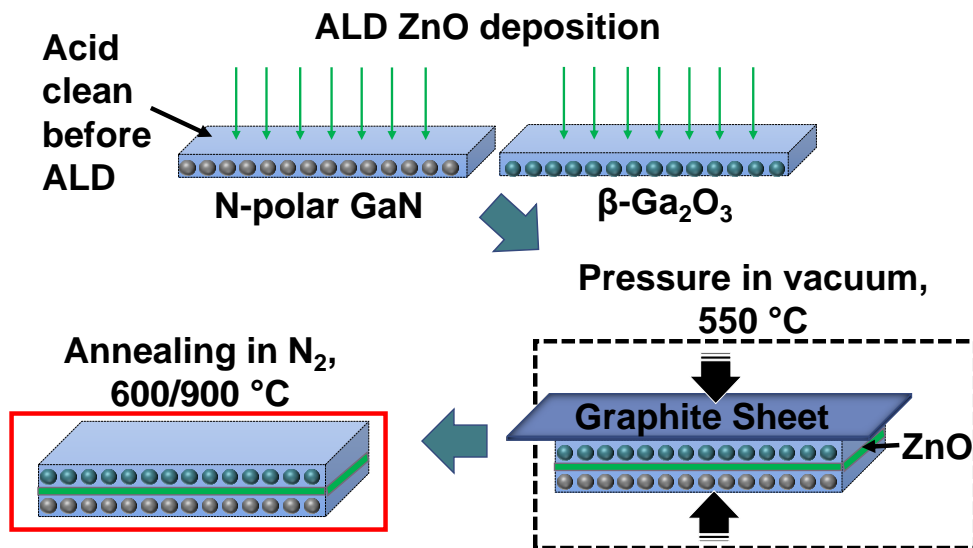 ALD ZnO deposition
Acid
clean
before
ALD
N-polar GaN
β-Ga₂O₃
Pressure in vacuum,
550 °C
Annealing in N₂,
600/900 °C
Graphite Sheet
ZnO